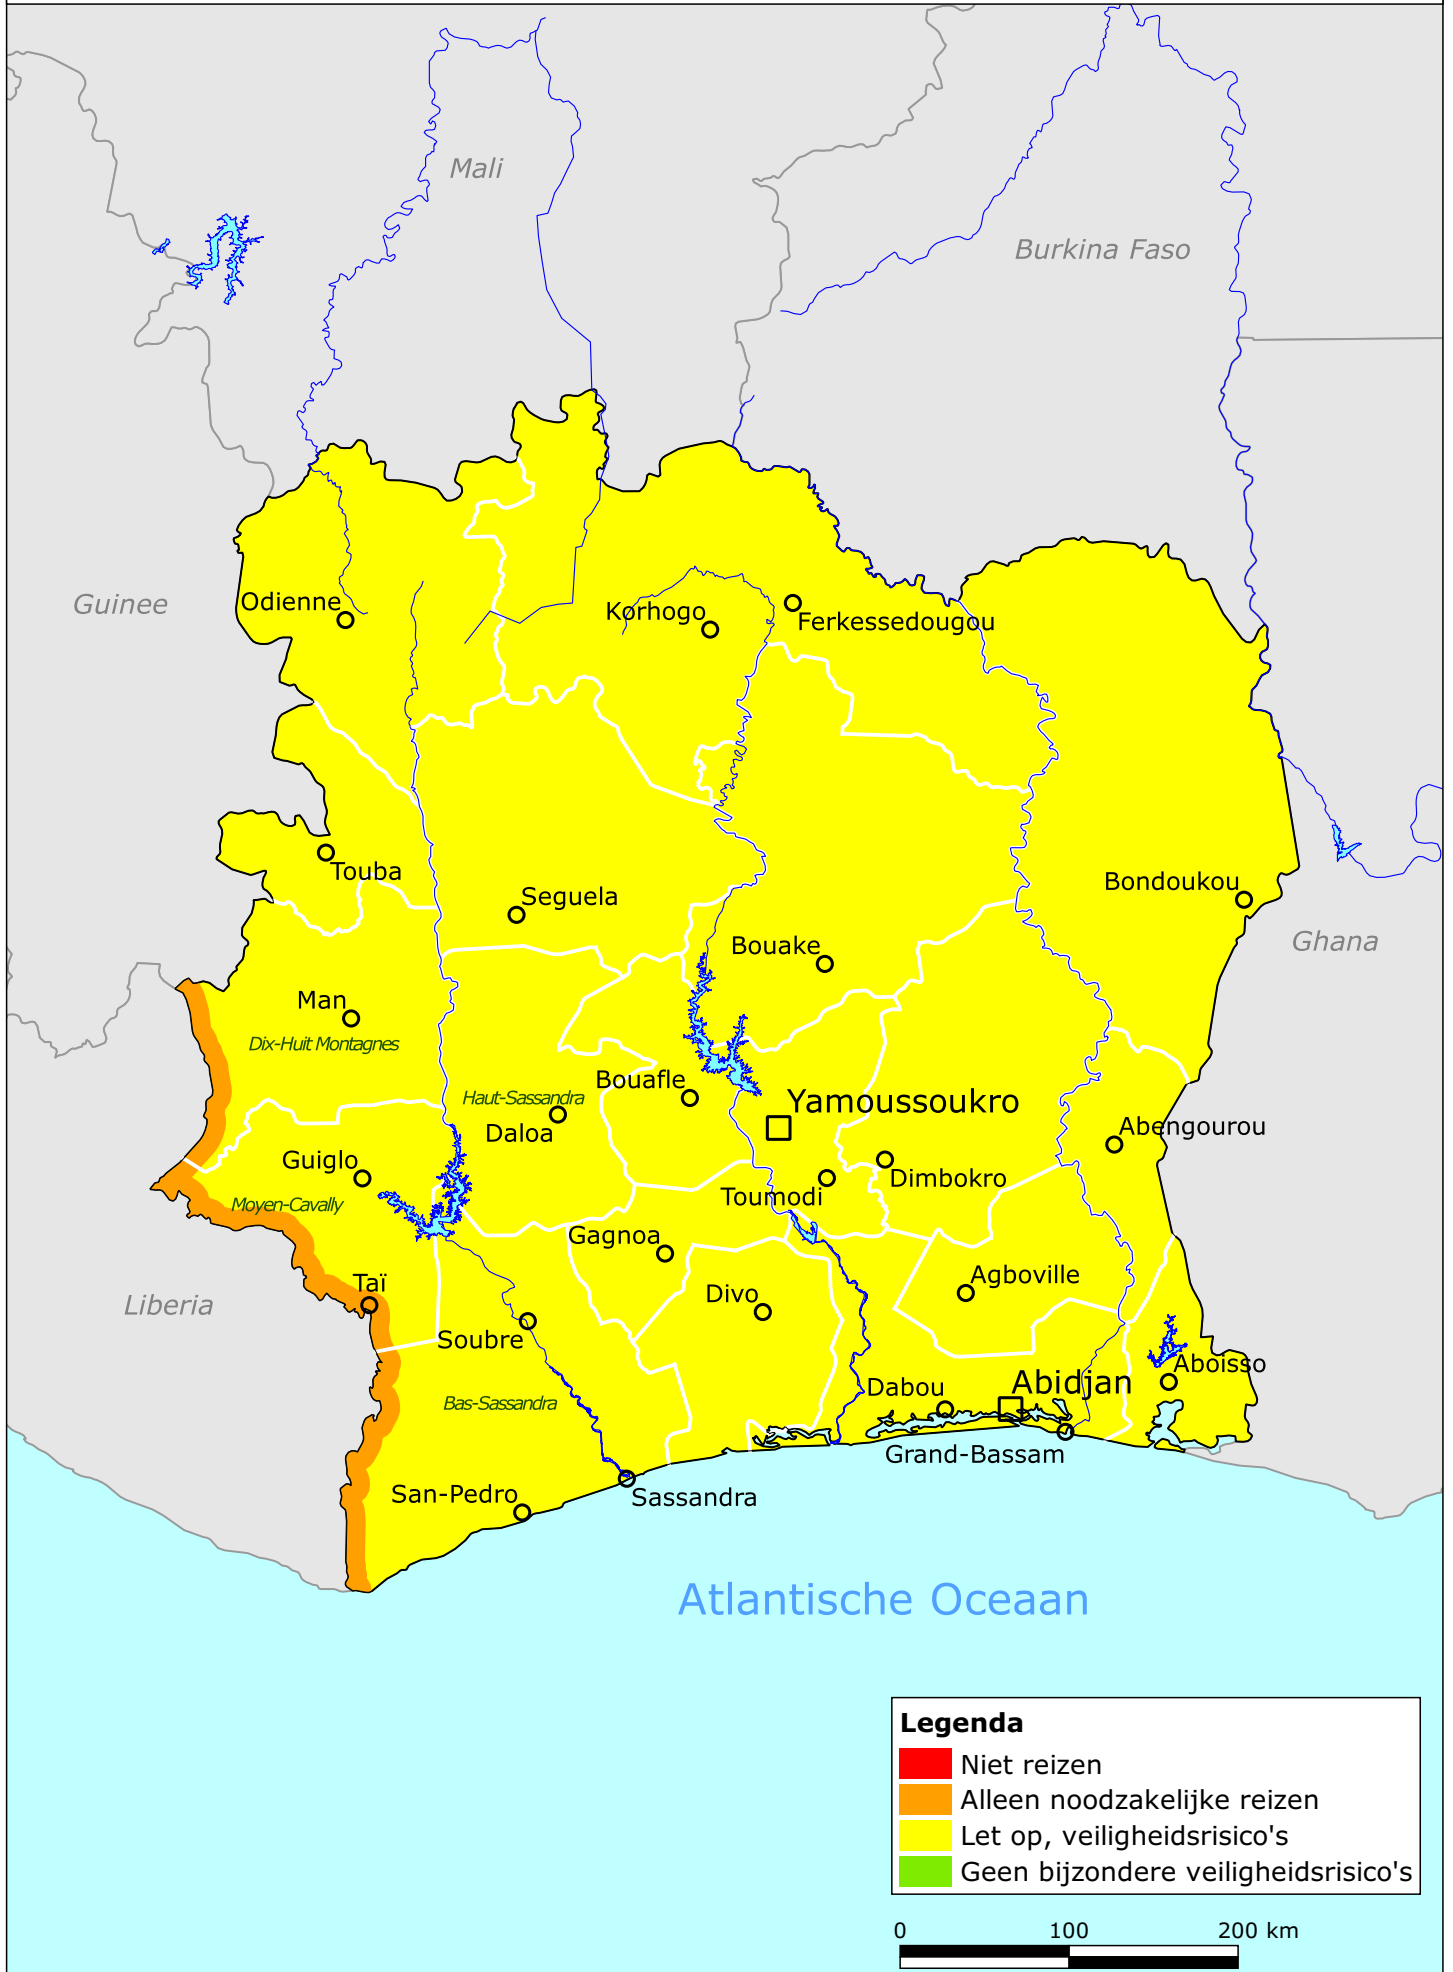 Mali
Burkina Faso
Guinee
Odienne
Korhogo
Ferkessedougou
Touba
Seguela
Bondoukou
Bouake
Ghana
Man
Dix-Huit Montagnes
Bouafle
Haut-Sassandra
Yamoussoukro
Daloa
Abengourou
Guiglo
Dimbokro
Toumodi
Moyen-Cavally
Gagnoa
Taï
Agboville
Liberia
Divo
Soubre
Aboisso
Abidjan
Dabou
Bas-Sassandra
Grand-Bassam
San-Pedro
Sassandra
Atlantische Oceaan
Legenda
Niet reizen
Alleen noodzakelijke reizen
Let op, veiligheidsrisico's
Geen bijzondere veiligheidsrisico's
0 100 200 km